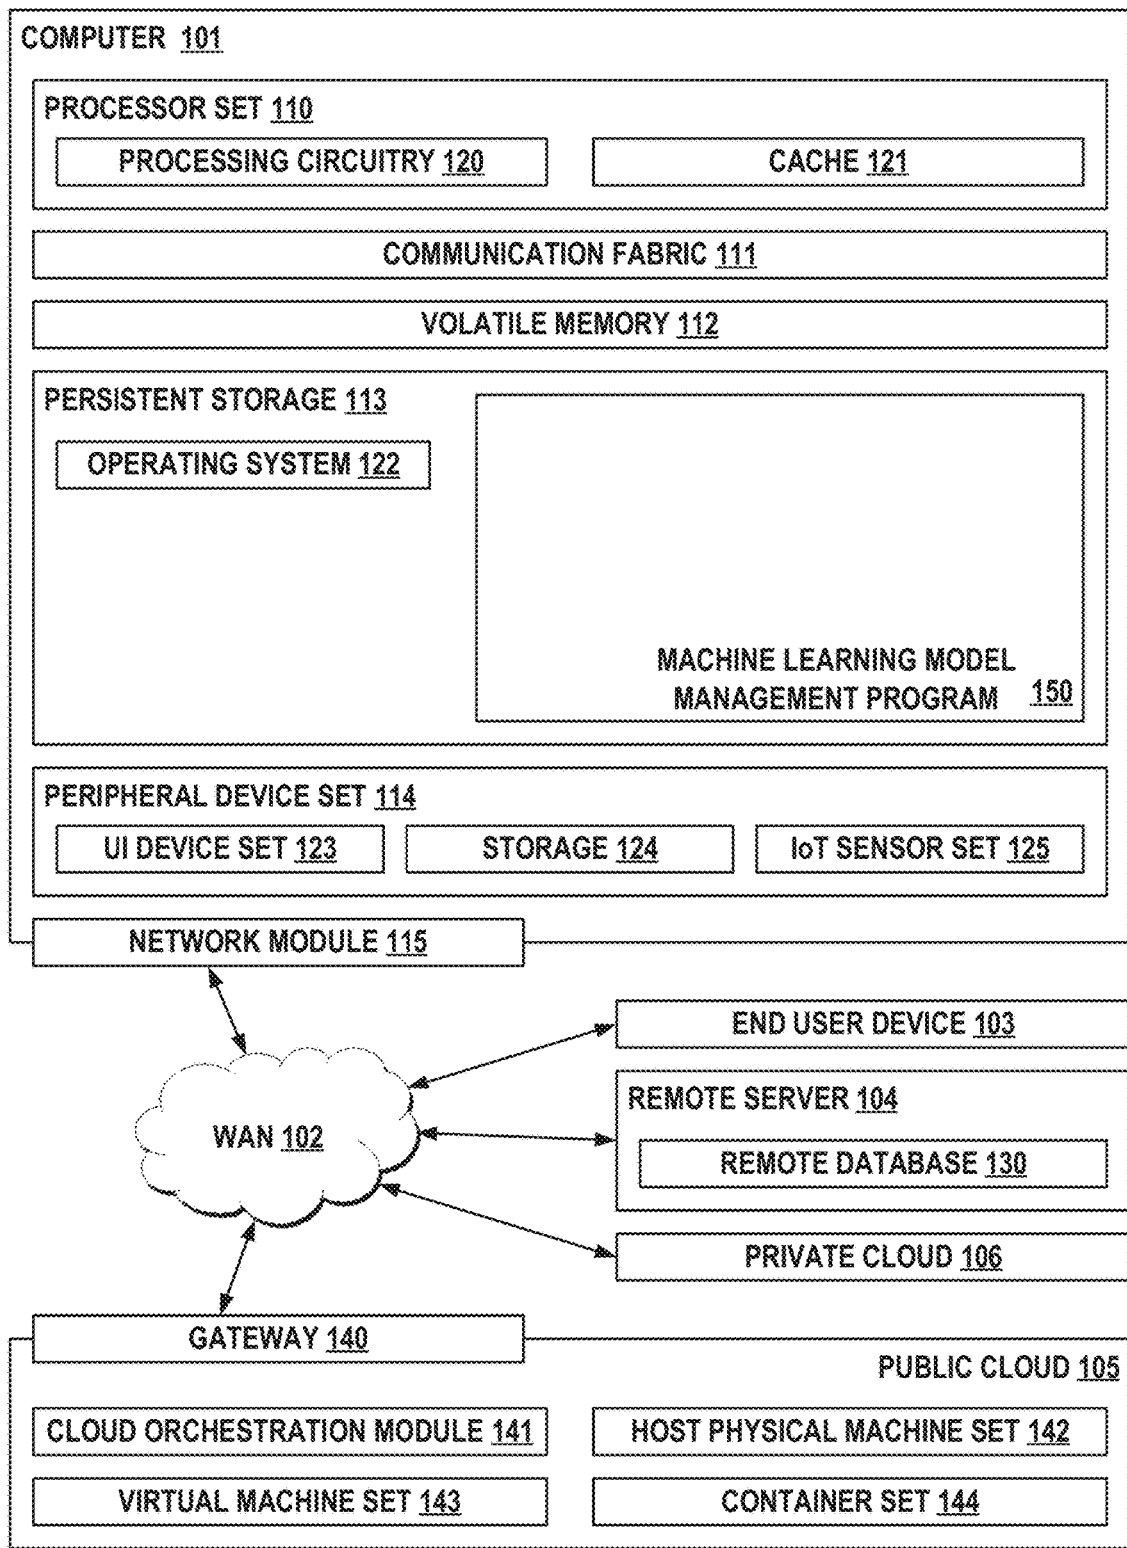 COMPUTER 101
PROCESSOR SET 110
PROCESSING CIRCUITRY 120
CACHE 121
COMMUNICATION FABRIC 111
VOLATILE MEMORY 112
PERSISTENT STORAGE 113
OPERATING SYSTEM 122
MACHINE LEARNING MODEL
MANAGEMENT PROGRAM 150
PERIPHERAL DEVICE SET 114
UI DEVICE SET 123
STORAGE 124
IoT SENSOR SET 125
NETWORK MODULE 115
END USER DEVICE 103
REMOTE SERVER 104
WAN 102
REMOTE DATABASE 130
PRIVATE CLOUD 106
GATEWAY 140
PUBLIC CLOUD 105
CLOUD ORCHESTRATION MODULE 141
HOST PHYSICAL MACHINE SET 142
VIRTUAL MACHINE SET 143
CONTAINER SET 144